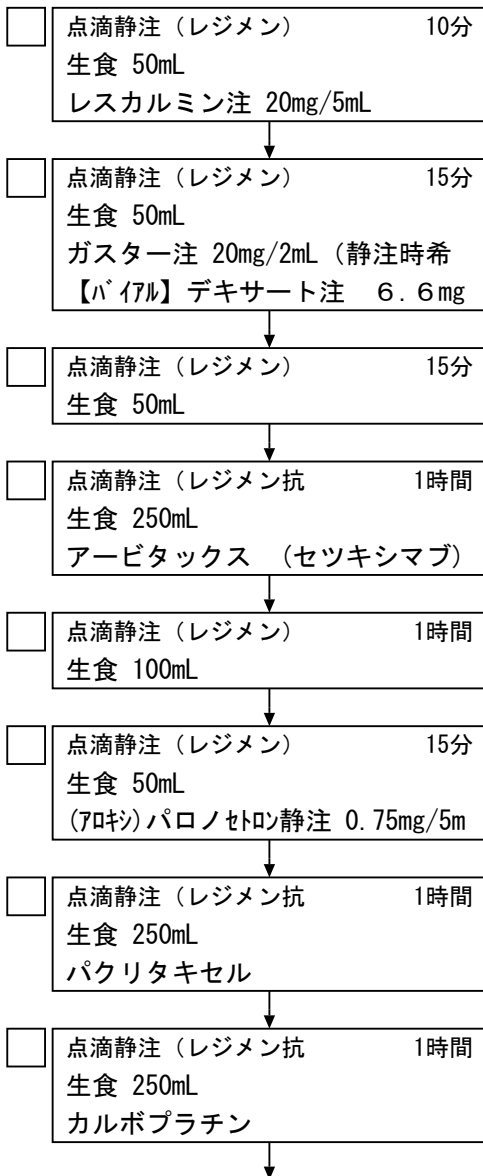 点滴静注（レジメン） 10分
生食 50mL
レスカルミン注 20mg/5mL
点滴静注（レジメン） 15分
生食 50mL
ガスター注 20mg/2mL（静注時希
【ﾊﾞｲｱﾙ】デキサート注 ６．６mg
点滴静注（レジメン） 15分
生食 50mL
点滴静注（レジメン抗 1時間
生食 250mL
アービタックス （セツキシマブ）
点滴静注（レジメン） 1時間
生食 100mL
点滴静注（レジメン） 15分
生食 50mL
(ｱﾛｷｼ)パロノｾﾄﾛﾝ静注 0.75mg/5m
点滴静注（レジメン抗 1時間
生食 250mL
パクリタキセル
点滴静注（レジメン抗 1時間
生食 250mL
カルボプラチン